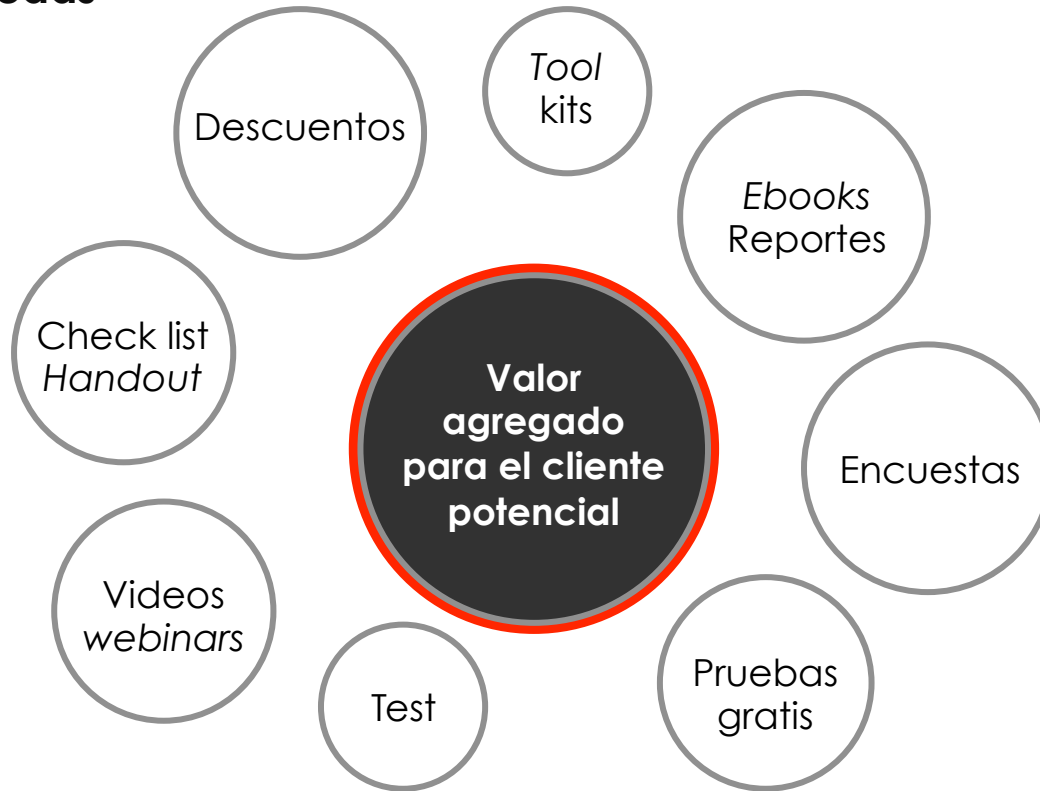 Tool
kits
Descuentos
Ebooks
Reportes
Check list
Handout
Valor
agregado
para el cliente
potencial
Encuestas
Videos
webinars
Test
Pruebas
gratis